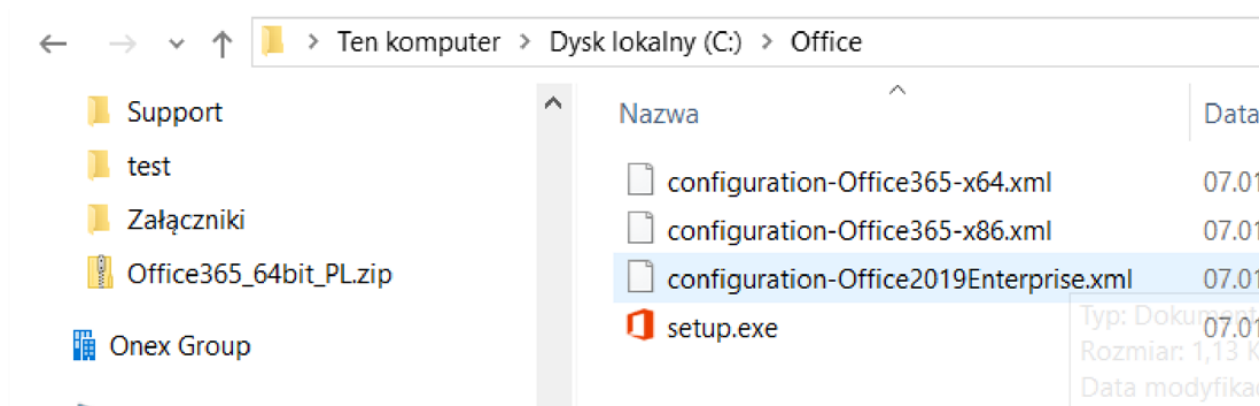 Ten komputer > Dysk lokalny (C:) > Office
Support
test
Załączniki
Office365_64bit_PL.zip
Onex Group
Nazwa
Data
configuration-Office365-x64.xml 07.01
configuration-Office365-x86.xml 07.01
configuration-Office2019Enterprise.xml 07.01
setup.exe 07.01
Typ: Dokument
Rozmiar: 1,13 K
Data modyfikac